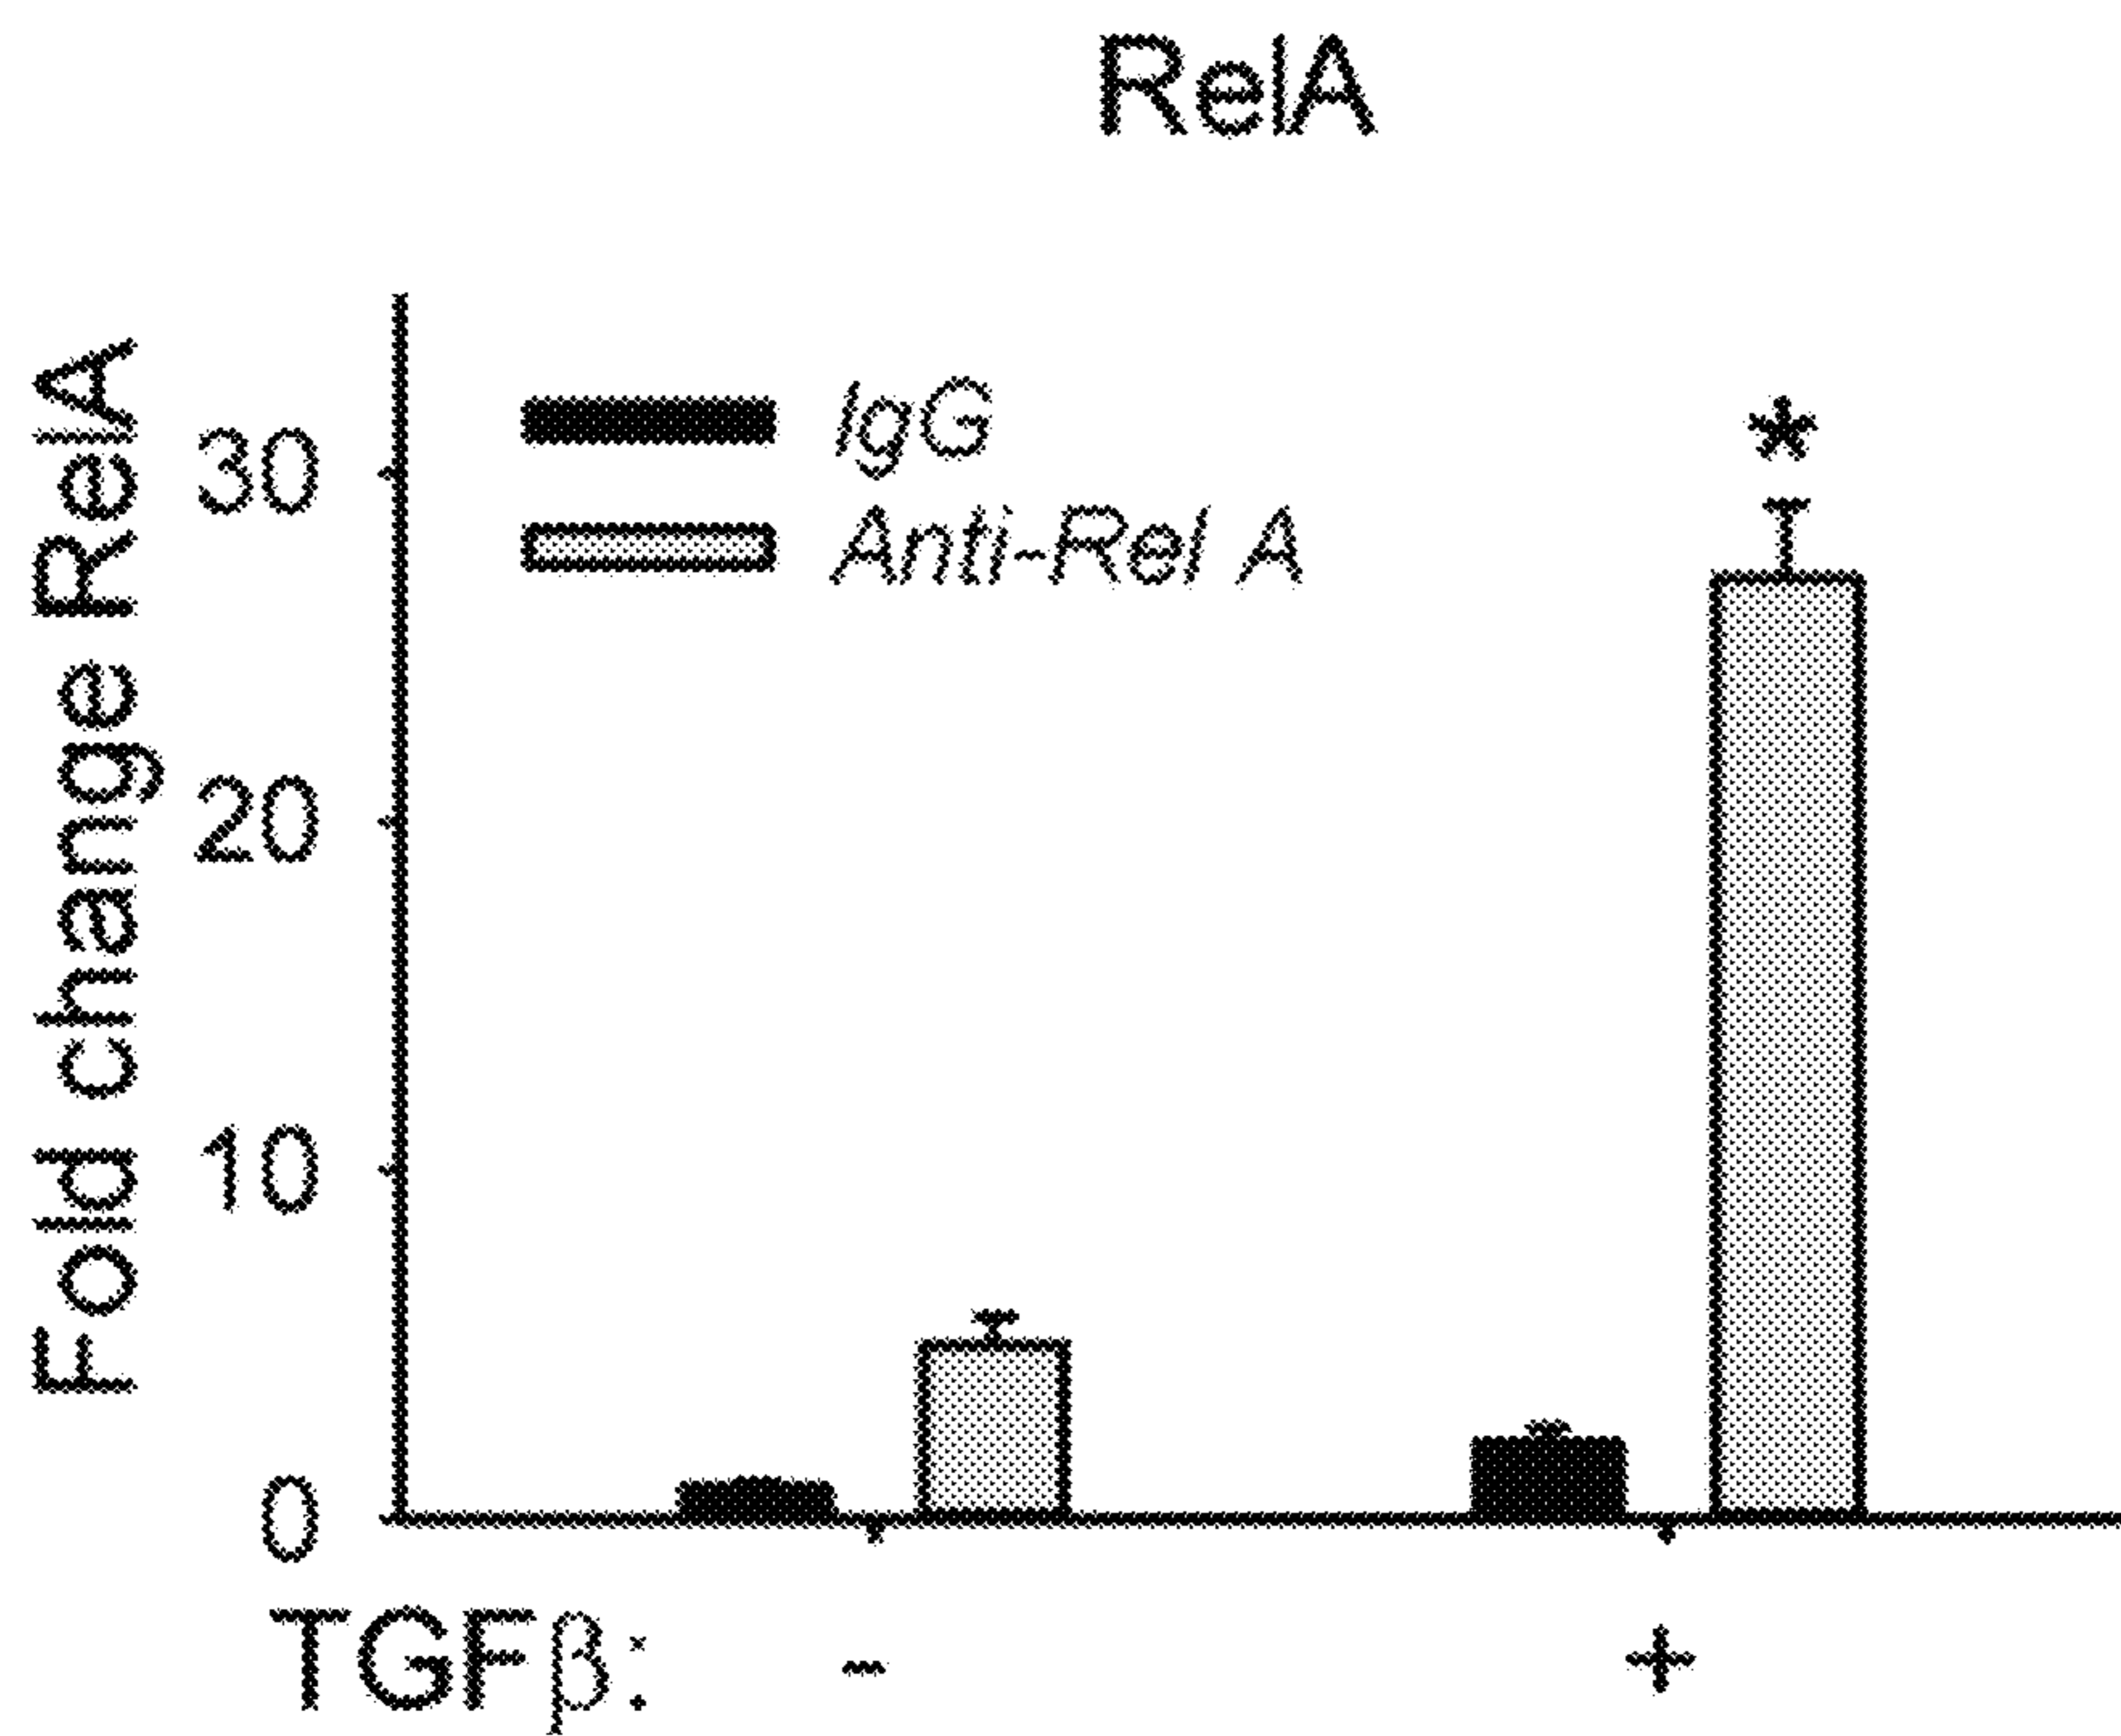 RelA
Fold change RelA
30
20
10
0
IgG
Anti-Rel A
*
TGFβ: - +